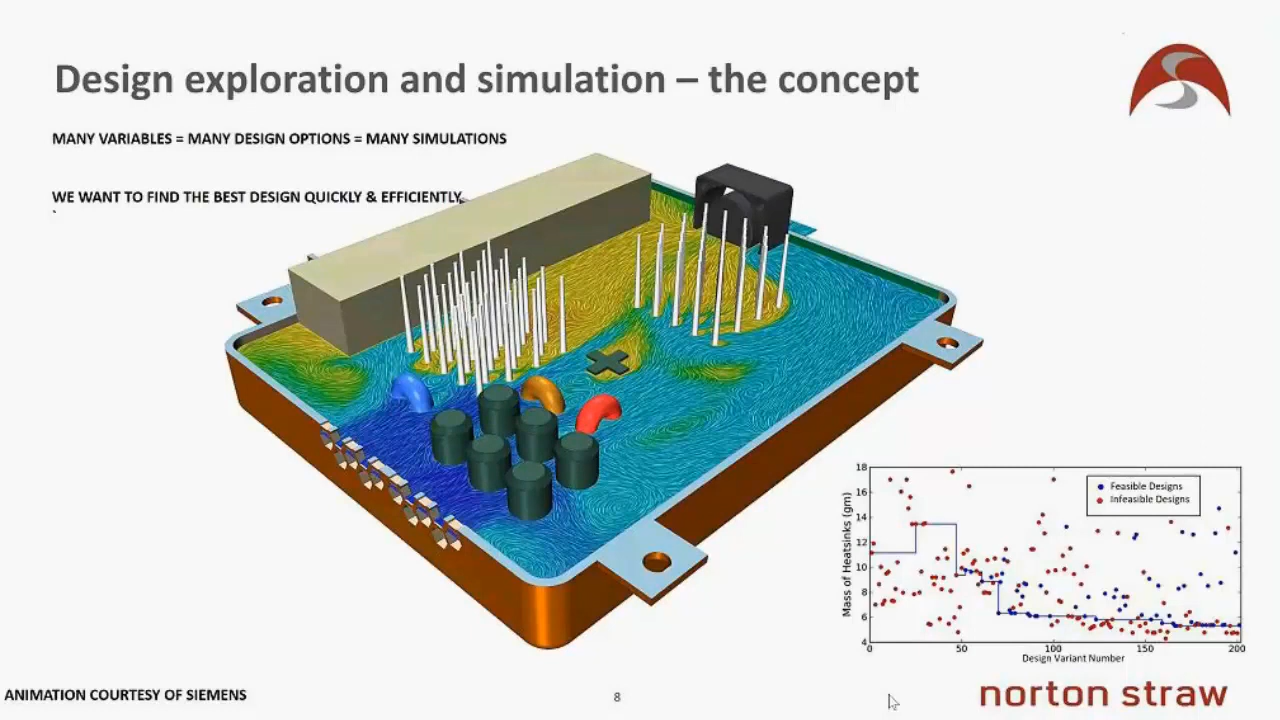 Design exploration and simulation – the concept
MANY VARIABLES = MANY DESIGN OPTIONS = MANY SIMULATIONS
WE WANT TO FIND THE BEST DESIGN QUICKLY & EFFICIENTLY
`
18
16
14
12
10
8
6
4
Mass of Heatsinks (gm)
Feasible Designs
Infeasible Designs
0 50 100 150 200
Design Variant Number
ANIMATION COURTESY OF SIEMENS
8
norton straw